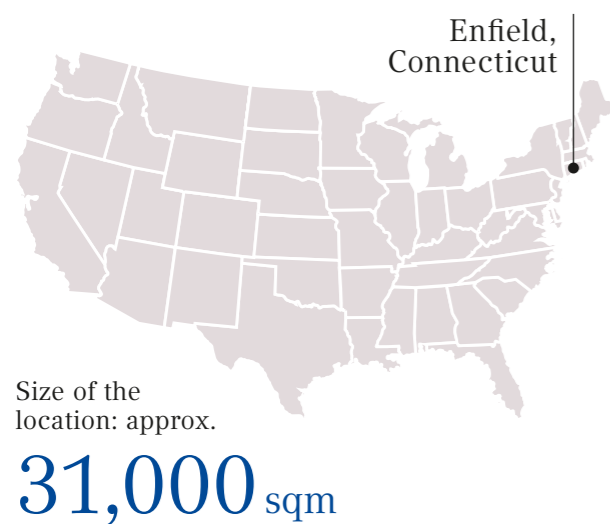 Enfield,
Connecticut
Size of the
location: approx.
31,000 sqm